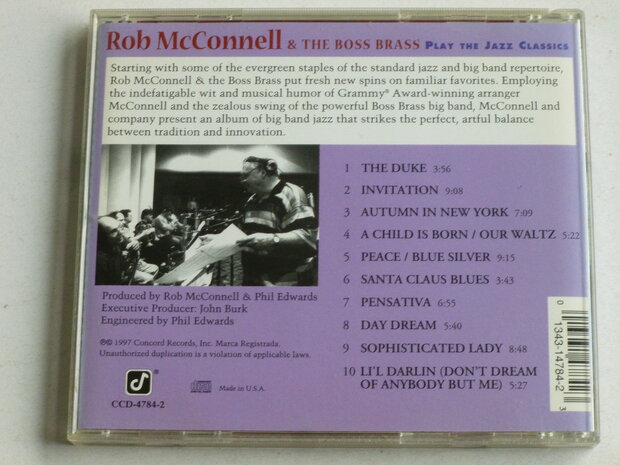 Rob McConnell & THE BOSS BRASS PLAY THE JAZZ CLASSICS
Starting with some of the evergreen staples of the standard jazz and big band repertoire,
Rob McConnell & the Boss Brass put fresh new spins on familiar favorites. Employing
the indefatigable wit and musical humor of Grammy® Award-winning arranger
McConnell and the zealous swing of the powerful Boss Brass big band, McConnell and
company present an album of big band jazz that strikes the perfect, artful balance
between tradition and innovation.
1 THE DUKE 3:56
2 INVITATION 9:08
3 AUTUMN IN NEW YORK 7:09
4 A CHILD IS BORN / OUR WALTZ 5:22
5 PEACE / BLUE SILVER 9:15
6 SANTA CLAUS BLUES 3:43
7 PENSATIVA 6:55
8 DAY DREAM 5:40
9 SOPHISTICATED LADY 8:48
10 LI'L DARLIN (DON'T DREAM
OF ANYBODY BUT ME) 5:27
Produced by Rob McConnell & Phil Edwards
Executive Producer: John Burk
Engineered by Phil Edwards
℗© 1997 Concord Records, Inc. Marca Registrada.
Unauthorized duplication is a violation of applicable laws.
Made in U.S.A.
CCD-4784-2
0 1343-14784-2 3